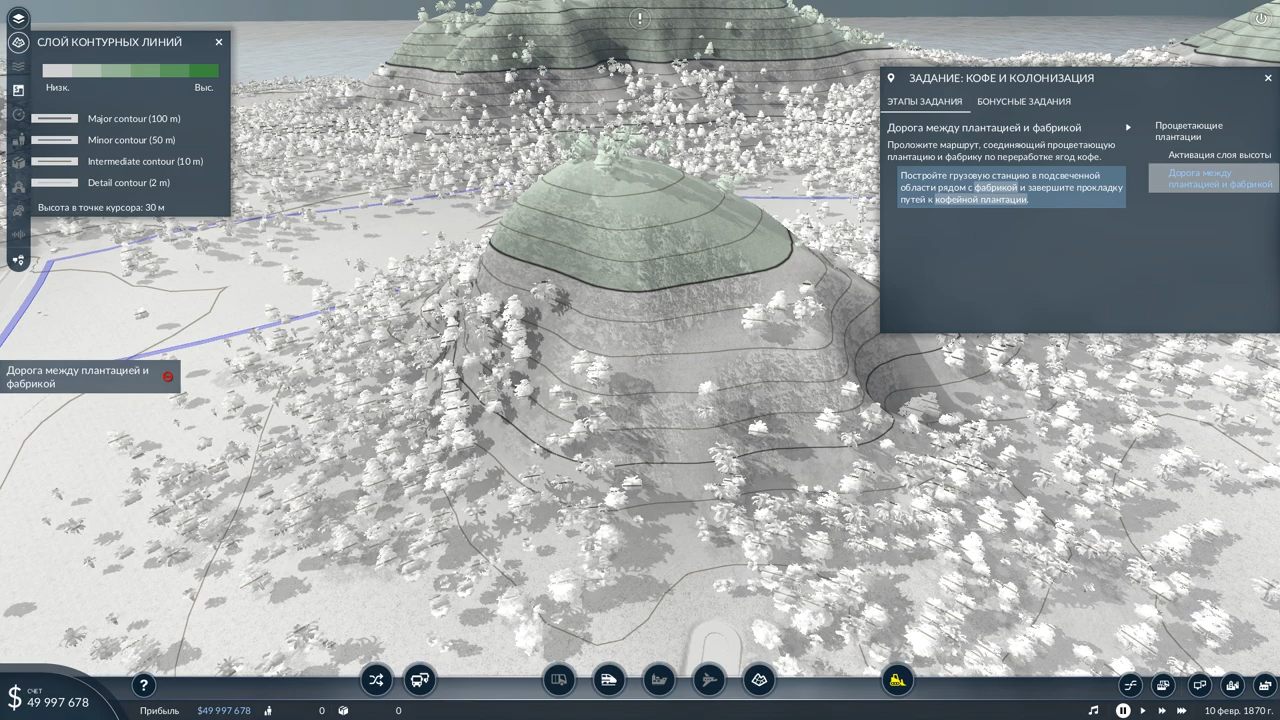 СЛОЙ КОНТУРНЫХ ЛИНИЙ
Низк.
Выс.
Major contour (100 m)
Minor contour (50 m)
Intermediate contour (10 m)
Detail contour (2 m)
Высота в точке курсора: 30 м
ЗАДАНИЕ: КОФЕ И КОЛОНИЗАЦИЯ
ЭТАПЫ ЗАДАНИЯ
БОНУСНЫЕ ЗАДАНИЯ
Дорога между плантацией и фабрикой
Проложите маршрут, соединяющий процветающую
плантацию и фабрику по переработке ягод кофе.
Постройте грузовую станцию в подсвеченной
области рядом с фабрикой и завершите прокладку
путей к кофейной плантации.
Процветающие
плантации
Активация слоя высоты
Дорога между
плантацией и фабрикой
Дорога между плантацией и
фабрикой
$
СЧЕТ
49 997 678
?
Прибыль
$49 997 678
0
0
10 февр. 1870 г.